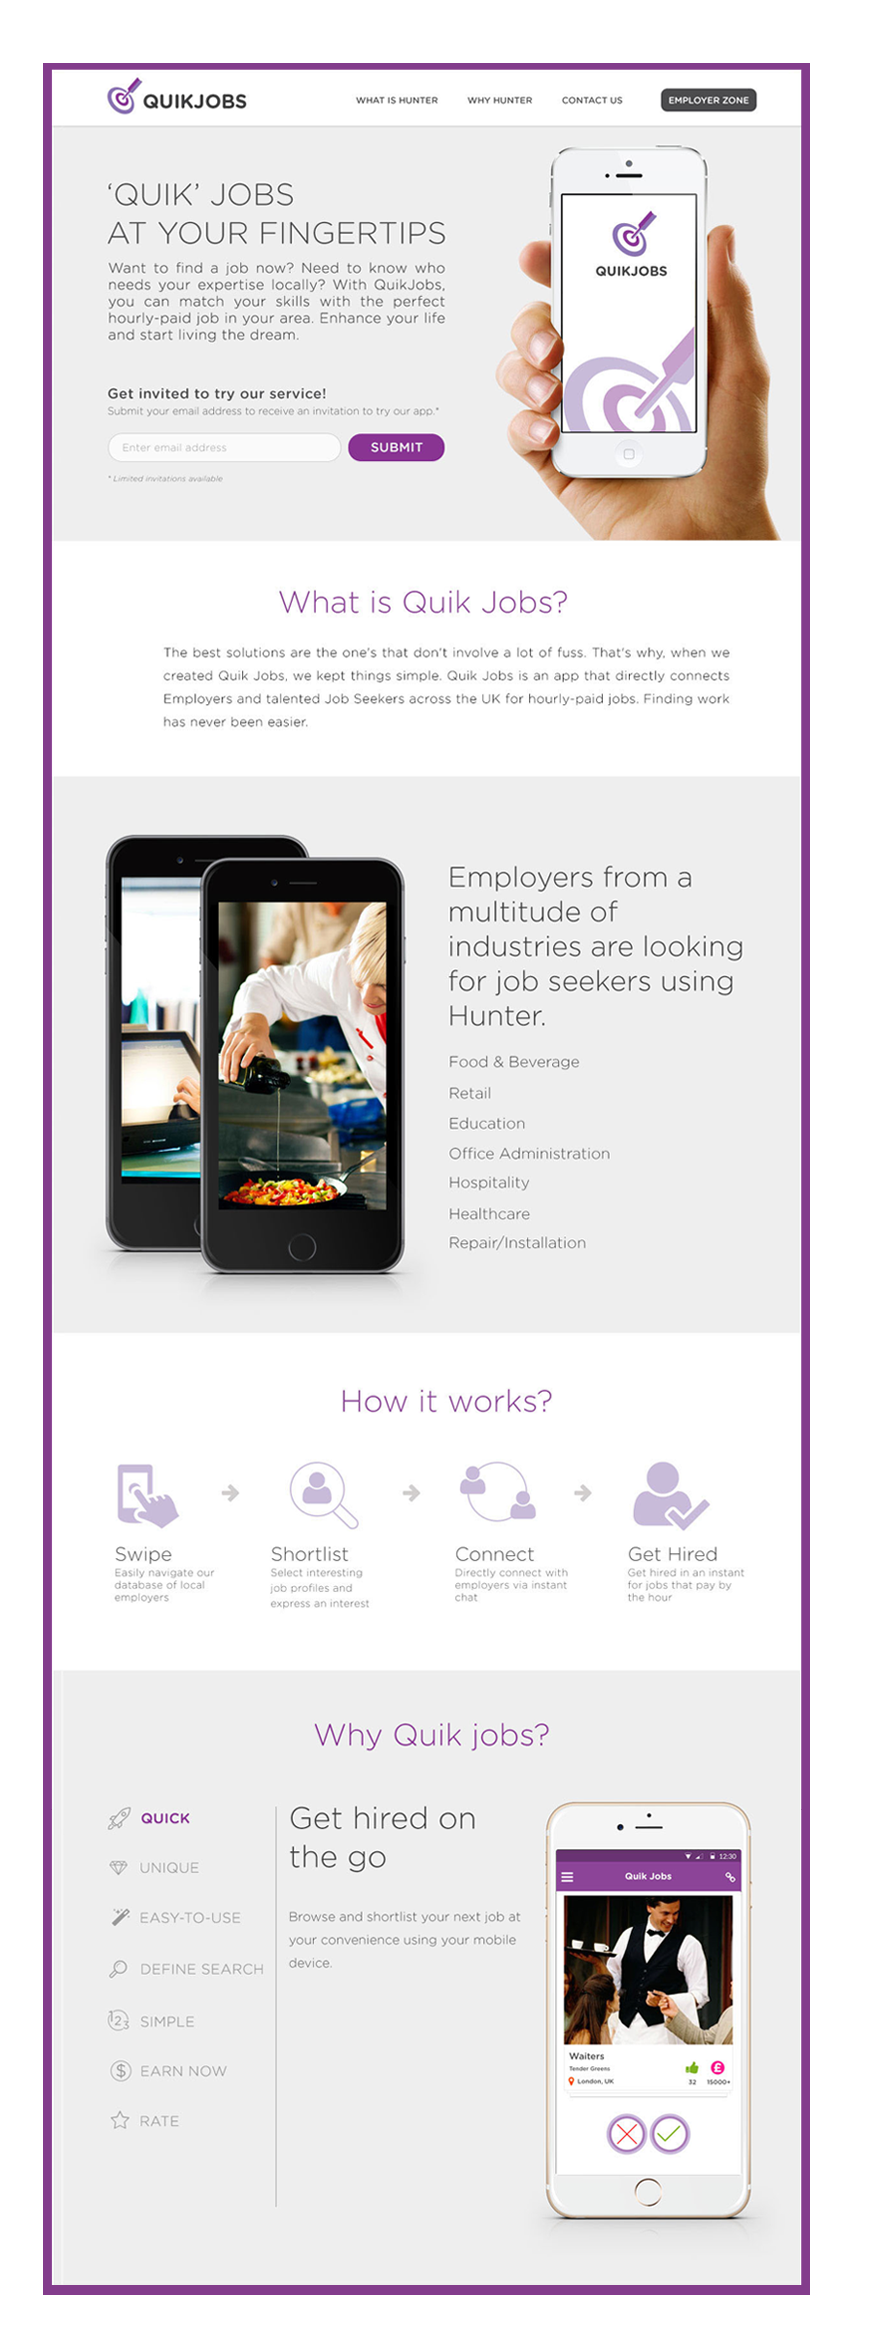 QUIKJOBS
WHAT IS HUNTER
WHY HUNTER
CONTACT US
EMPLOYER ZONE
‘QUIK’ JOBS
AT YOUR FINGERTIPS
Want to find a job now? Need to know who
needs your expertise locally? With QuikJobs,
you can match your skills with the perfect
hourly-paid job in your area. Enhance your life
and start living the dream.
Get invited to try our service!
Submit your email address to receive an invitation to try our app.*
Enter email address
SUBMIT
* Limited invitations available
QUIKJOBS
What is Quik Jobs?
The best solutions are the one's that don't involve a lot of fuss. That's why, when we
created Quik Jobs, we kept things simple. Quik Jobs is an app that directly connects
Employers and talented Job Seekers across the UK for hourly-paid jobs. Finding work
has never been easier.
Employers from a
multitude of
industries are looking
for job seekers using
Hunter.
Food & Beverage
Retail
Education
Office Administration
Hospitality
Healthcare
Repair/Installation
How it works?
Swipe
Easily navigate our
database of local
employers
Shortlist
Select interesting
job profiles and
express an interest
Connect
Directly connect with
employers via instant
chat
Get Hired
Get hired in an instant
for jobs that pay by
the hour
Why Quik jobs?
QUICK
UNIQUE
EASY-TO-USE
DEFINE SEARCH
123
SIMPLE
$
EARN NOW
RATE
Get hired on
the go
Browse and shortlist your next job at
your convenience using your mobile
device.
12:30
Quik Jobs
Waiters
Tender Greens
London, UK
32
£
15000+